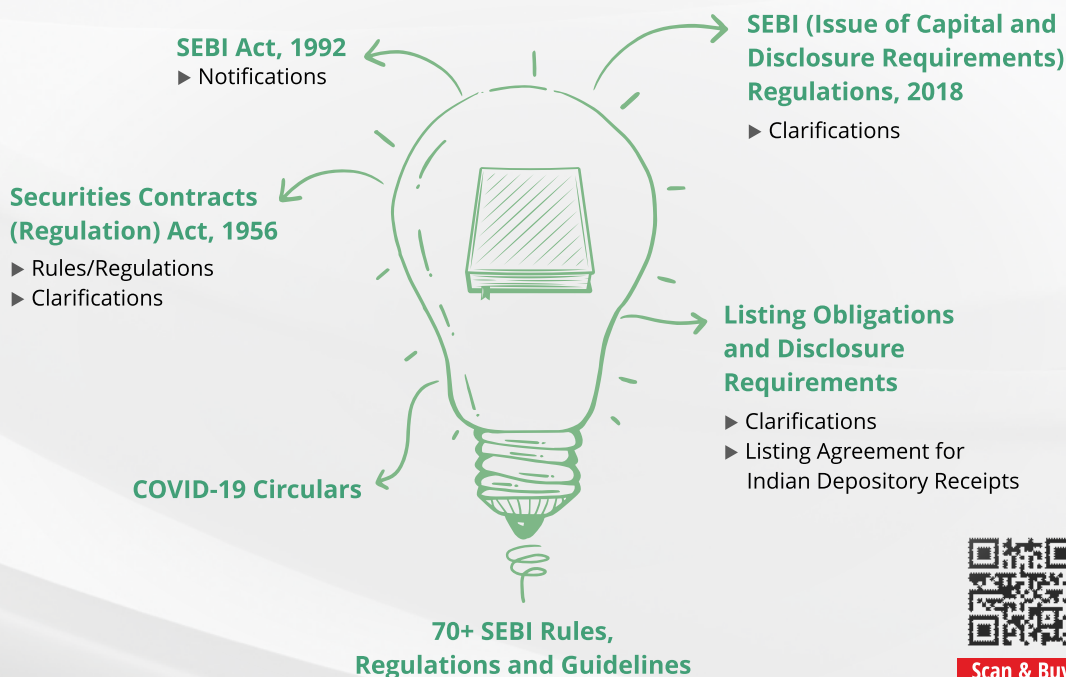 SEBI Act, 1992
▶ Notifications
SEBI (Issue of Capital and
Disclosure Requirements)
Regulations, 2018
▶ Clarifications
Securities Contracts
(Regulation) Act, 1956
▶ Rules/Regulations
▶ Clarifications
Listing Obligations
and Disclosure
Requirements
▶ Clarifications
▶ Listing Agreement for
Indian Depository Receipts
COVID-19 Circulars
70+ SEBI Rules,
Regulations and Guidelines
Scan & Buy